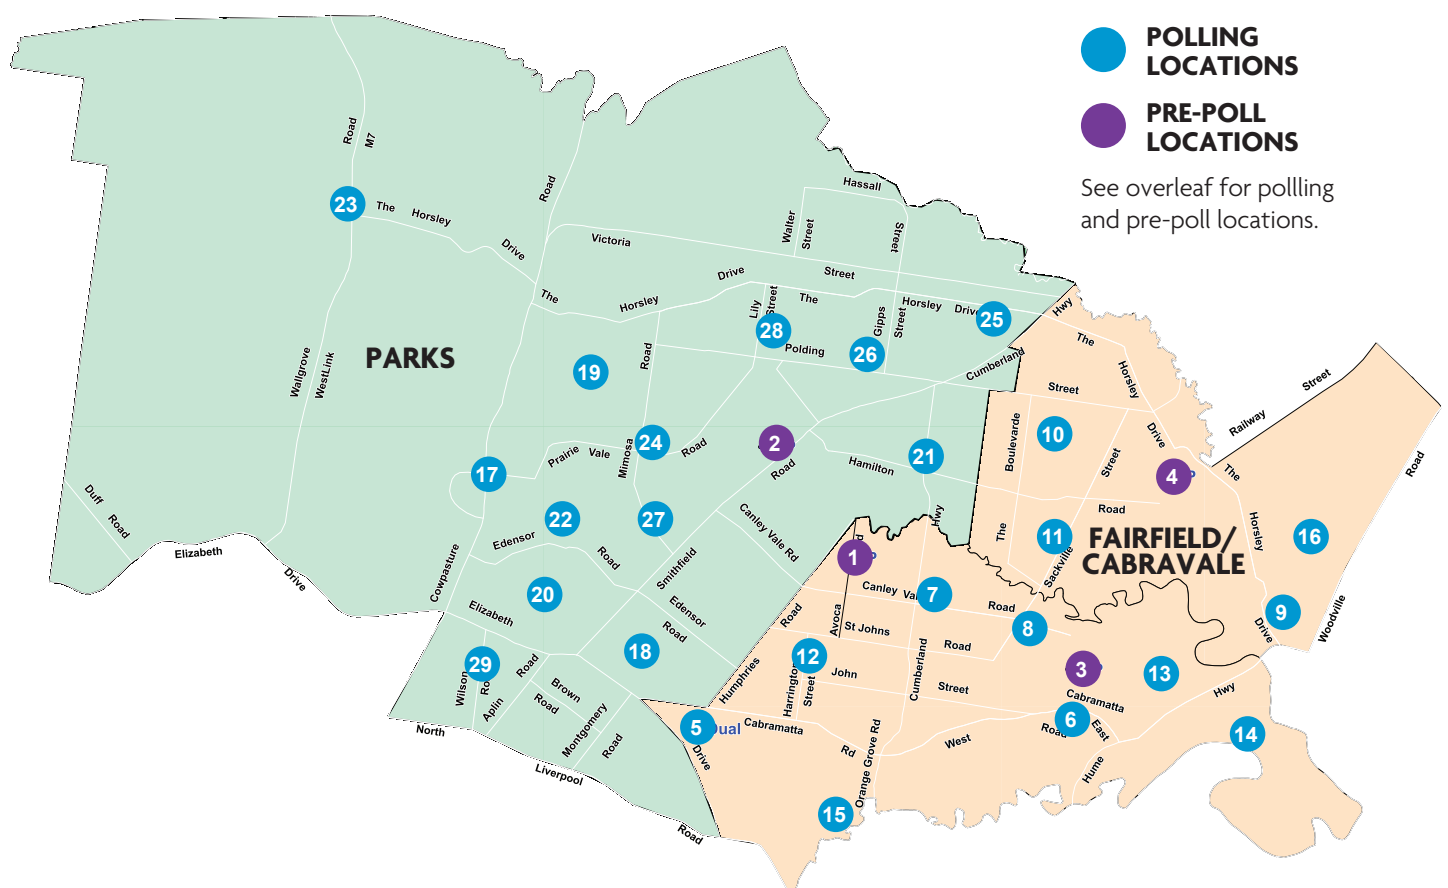 POLLING
LOCATIONS
PRE-POLL
LOCATIONS
See overleaf for pollling
and pre-poll locations.
Road
M7
23
The
Horsley
Drive
Road
Victoria
Hassall
Walter
Street
Street
Street
Drive
The
Horsley
The
Lily
Street
Horsley
Drive
Gipps
Street
25
28
26
Polding
Cumberland
Hwy
The
Horsley
Drive
Street
Railway
Street
PARKS
Wallgrove
WestLink
19
Road
Mimosa
24
Road
2
Road
21
Hamilton
Hwy
Boulevarde
The
10
Street
4
The
Horsley
Road
Road
11
Sackville
FAIRFIELD/
CABRAVALE
16
9
Drive
Woodville
17
Prairie
Vale
22
27
Edensor
Road
Canley Vale Rd
Smithfield
Duff
Road
Elizabeth
Drive
Cowpasture
20
Elizabeth
Edensor
Road
18
1
Canley
7
Road
8
Avoca
St Johns
Road
Road
12
Harrington
Street
John
Street
Cumberland
3
13
Cabramatta
Hwy
6
Road
East
Hume
14
29
Wilson
Aplin
Road
Brown
Road
Montgomery
Road
Humphries
5
ual
Drive
Cabramatta
Rd
West
Orange Grove Rd
15
North
Liverpool
Road